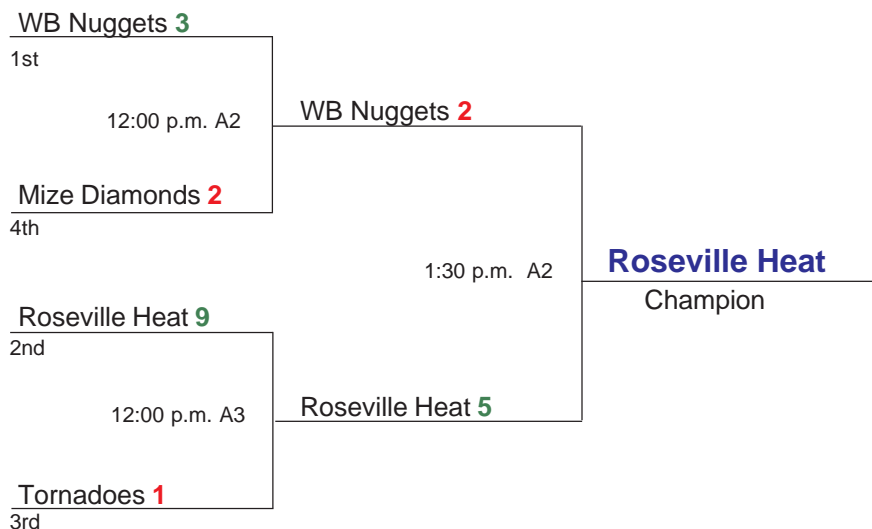 WB Nuggets 3
1st
12:00 p.m. A2
WB Nuggets 2
Mize Diamonds 2
4th
1:30 p.m. A2
Roseville Heat
Champion
Roseville Heat 9
2nd
12:00 p.m. A3
Roseville Heat 5
Tornadoes 1
3rd